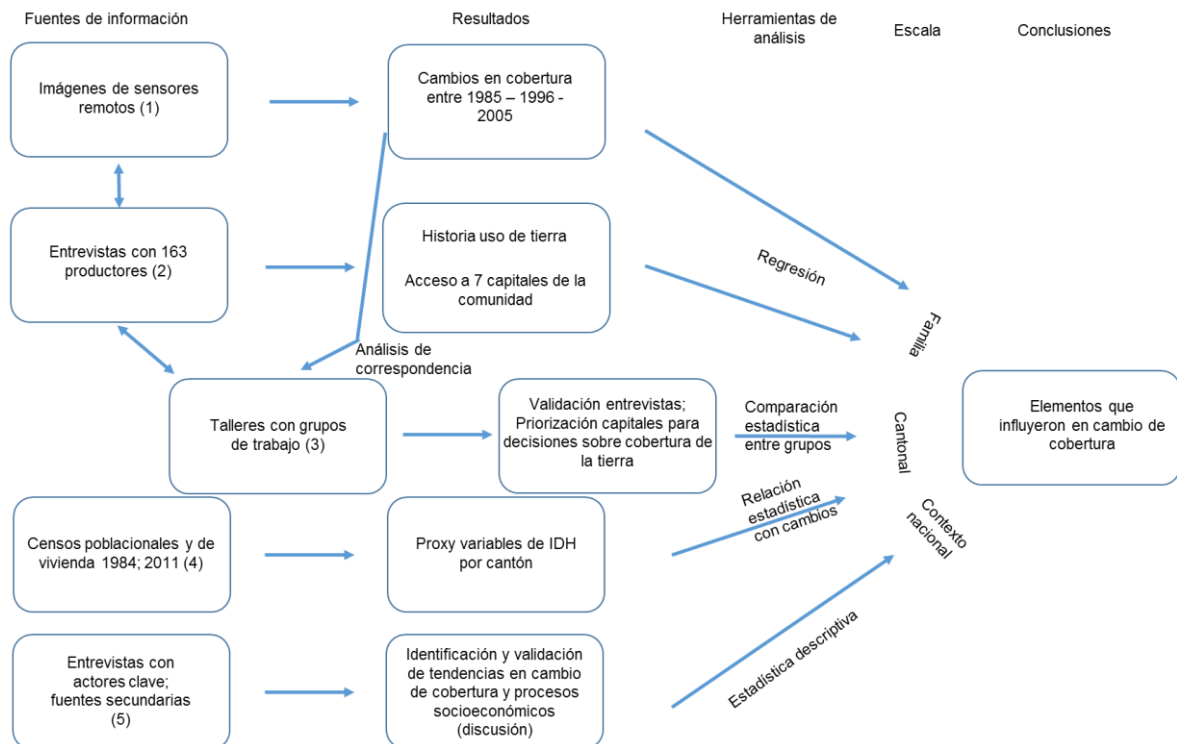 Fuentes de información
Resultados
Herramientas de
análisis
Escala
Conclusiones
Imágenes de sensores
remotos (1)
Cambios en cobertura
entre 1985 – 1996 -
2005
Entrevistas con 163
productores (2)
Historia uso de tierra
Acceso a 7 capitales de la
comunidad
Regresión
Familia
Análisis de
correspondencia
Talleres con grupos
de trabajo (3)
Validación entrevistas;
Priorización capitales para
decisiones sobre cobertura de
la tierra
Comparación
estadística
entre grupos
Cantonal
Elementos que
influyeron en cambio de
cobertura
Censos poblacionales y de
vivienda 1984; 2011 (4)
Proxy variables de IDH
por cantón
Relación
estadística
con cambios
Contexto
nacional
Entrevistas con
actores clave;
fuentes secundarias
(5)
Identificación y validación
de tendencias en cambio
de cobertura y procesos
socioeconómicos
(discusión)
Estadística descriptiva